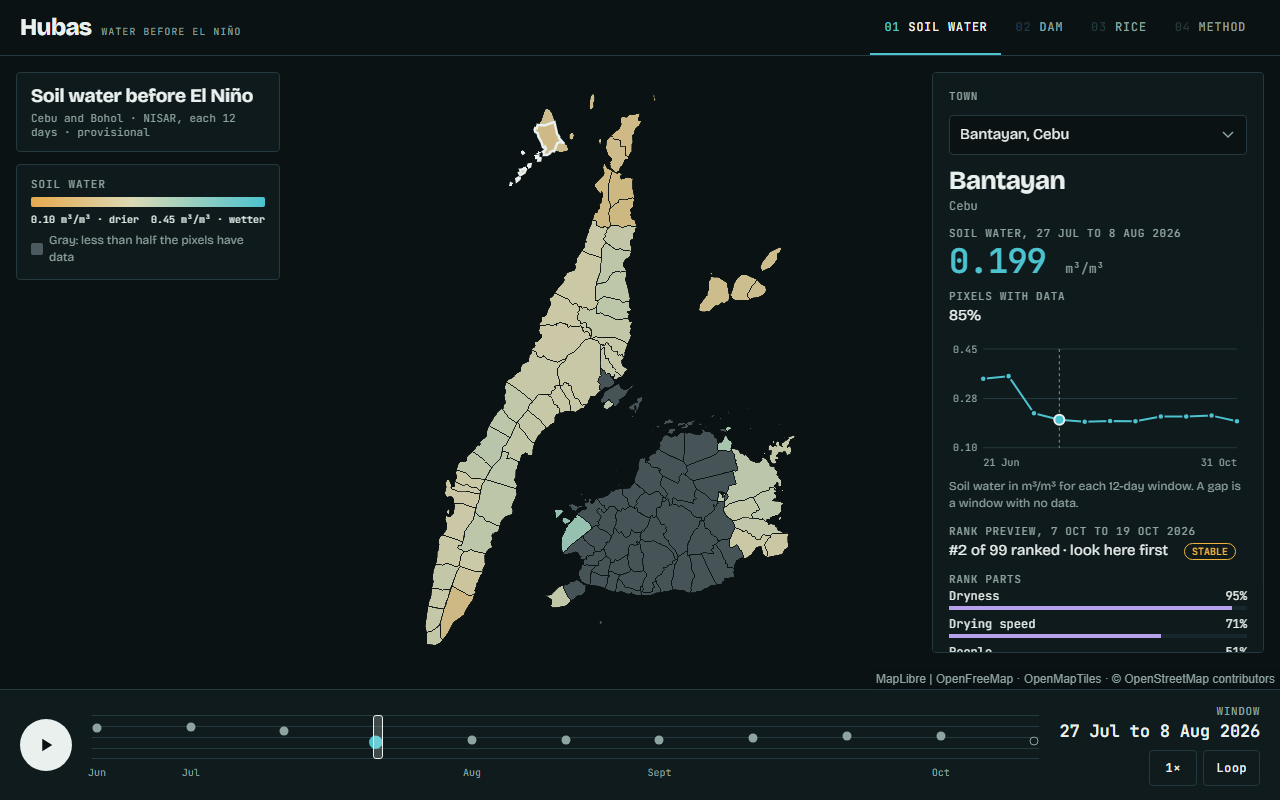 Hubas WATER BEFORE EL NIÑO
01 SOIL WATER 02 DAM 03 RICE 04 METHOD
Soil water before El Niño
Cebu and Bohol · NISAR, each 12
days · provisional
SOIL WATER
0.10 m³/m³ · drier 0.45 m³/m³ · wetter
Gray: less than half the pixels have
data
TOWN
Bantayan, Cebu
Bantayan
Cebu
SOIL WATER, 27 JUL TO 8 AUG 2026
0.199 m³/m³
PIXELS WITH DATA
85%
0.45
0.28
0.10
21 Jun 31 Oct
Soil water in m³/m³ for each 12-day window. A gap is
a window with no data.
RANK PREVIEW, 7 OCT TO 19 OCT 2026
#2 of 99 ranked · look here first STABLE
RANK PARTS
Dryness 95%
Drying speed 71%
People 51%
MapLibre | OpenFreeMap · OpenMapTiles · © OpenStreetMap contributors
Jun Jul Aug Sept Oct
WINDOW
27 Jul to 8 Aug 2026
1× Loop